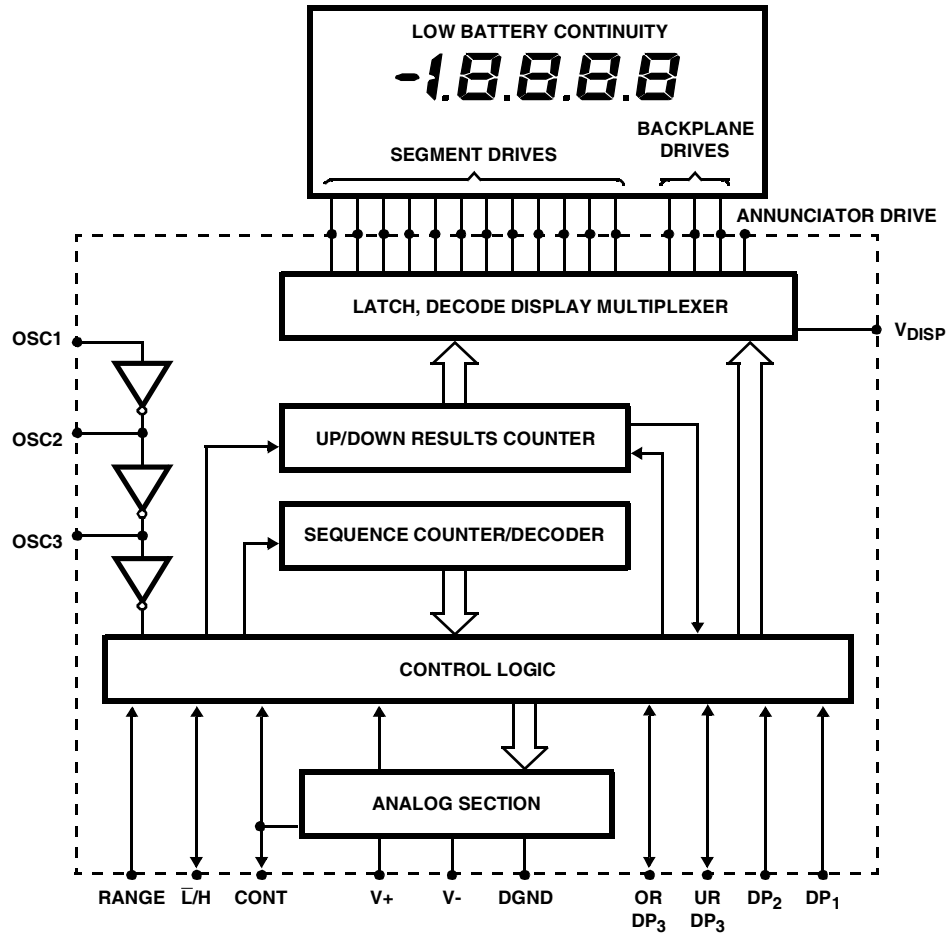 LOW BATTERY CONTINUITY
-1.8.8.8.8
BACKPLANE
DRIVES
SEGMENT DRIVES
ANNUNCIATOR DRIVE
LATCH, DECODE DISPLAY MULTIPLEXER
VDISP
OSC1
UP/DOWN RESULTS COUNTER
OSC2
SEQUENCE COUNTER/DECODER
OSC3
CONTROL LOGIC
ANALOG SECTION
RANGE
L̅/H
CONT
V+
V-
DGND
OR
DP3
UR
DP3
DP2
DP1